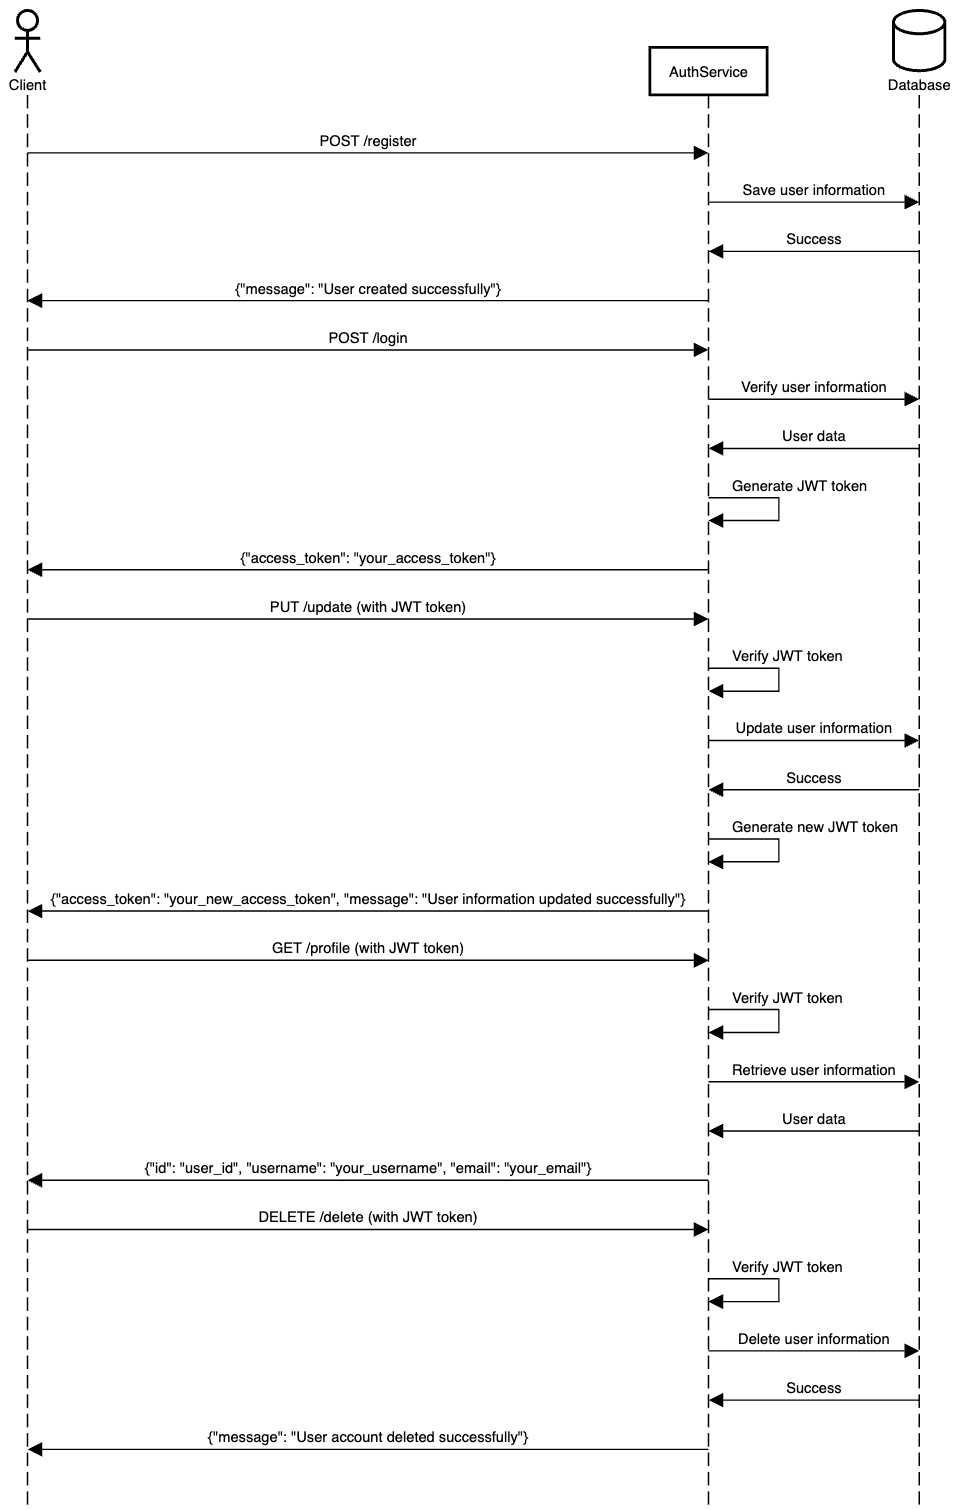 Client
AuthService
Database
POST /register
Save user information
Success
{"message": "User created successfully"}
POST /login
Verify user information
User data
Generate JWT token
{"access_token": "your_access_token"}
PUT /update (with JWT token)
Verify JWT token
Update user information
Success
Generate new JWT token
{"access_token": "your_new_access_token", "message": "User information updated successfully"}
GET /profile (with JWT token)
Verify JWT token
Retrieve user information
User data
{"id": "user_id", "username": "your_username", "email": "your_email"}
DELETE /delete (with JWT token)
Verify JWT token
Delete user information
Success
{"message": "User account deleted successfully"}